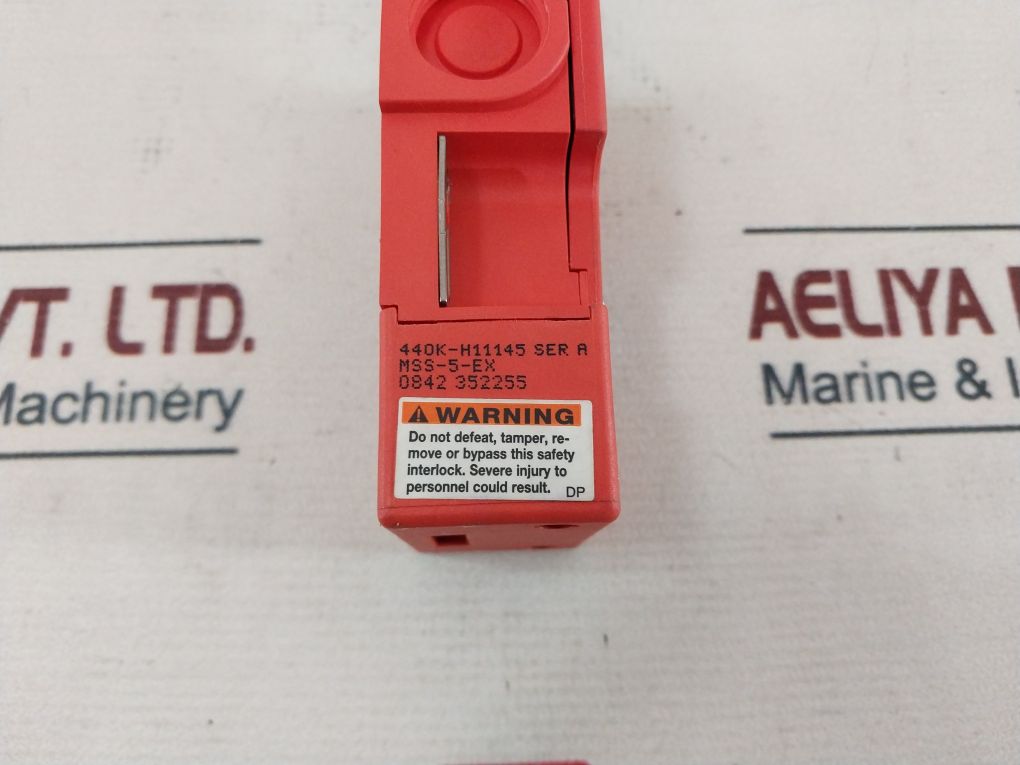 VT. LTD.
Machinery
AELIYA
Marine &
440K-H11145 SER A
MSS-5-EX
0842 352255
WARNING
Do not defeat, tamper, re-
move or bypass this safety
interlock. Severe injury to
personnel could result. DP